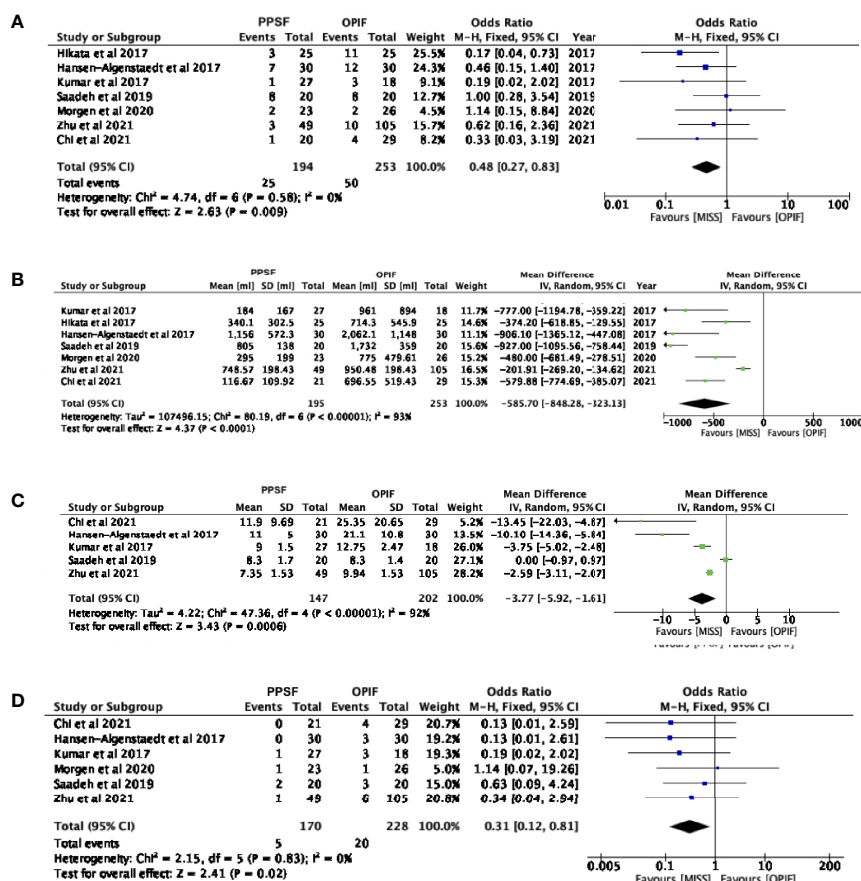 A
PPSF OPIF Odds Ratio Odds Ratio
Study or Subgroup Events Total Events Total Weight M-H, Fixed, 95% CI Year M-H, Fixed, 95% CI
Hikata et al 2017 3 25 11 25 25.5% 0.17 [0.04, 0.73] 2017
Hansen-Algenstaedt et al 2017 7 30 12 30 24.3% 0.46 [0.15, 1.40] 2017
Kumar et al 2017 1 27 3 18 9.1% 0.19 [0.02, 2.02] 2017
Saadeh et al 2019 8 20 8 20 12.7% 1.00 [0.28, 3.54] 2019
Morgen et al 2020 2 23 2 26 4.5% 1.14 [0.15, 8.84] 2020
Zhu et al 2021 3 49 10 105 15.7% 0.62 [0.16, 2.36] 2021
Chi et al 2021 1 20 4 29 8.2% 0.33 [0.03, 3.19] 2021
Total (95% CI) 194 253 100.0% 0.48 [0.27, 0.83]
Total events 25 50
Heterogeneity: Chi² = 4.74, df = 6 (P = 0.58); I² = 0%
Test for overall effect: Z = 2.63 (P = 0.009)
0.01 0.1 1 10 100
Favours [MISS] Favours [OPIF]
B
PPSF OPIF Mean Difference Mean Difference
Study or Subgroup Mean [ml] SD [ml] Total Mean [ml] SD [ml] Total Weight IV, Random, 95% CI Year IV, Random, 95% CI
Kumar et al 2017 184 167 27 961 894 18 11.7% -777.00 [-1194.78, -359.22] 2017
Hikata et al 2017 340.1 302.5 25 714.3 545.9 25 14.6% -374.20 [-618.85, -129.55] 2017
Hansen-Algenstaedt et al 2017 1,156 572.3 30 2,062.1 1,148 30 11.1% -906.10 [-1365.12, -447.08] 2017
Saadeh et al 2019 805 138 20 1,732 359 20 15.5% -927.00 [-1095.56, -758.44] 2019
Morgen et al 2020 295 199 23 775 479.61 26 15.2% -480.00 [-681.49, -278.51] 2020
Zhu et al 2021 748.57 198.43 49 950.48 198.43 105 16.5% -201.91 [-269.20, -134.62] 2021
Chi et al 2021 116.67 109.92 21 696.55 519.43 29 15.3% -579.88 [-774.69, -385.07] 2021
Total (95% CI) 195 253 100.0% -585.70 [-848.28, -323.13]
Heterogeneity: Tau² = 107496.15; Chi² = 80.19, df = 6 (P < 0.00001); I² = 93%
Test for overall effect: Z = 4.37 (P < 0.0001)
-1000 -500 0 500 1000
Favours [MISS] Favours [OPIF]
C
PPSF OPIF Mean Difference Mean Difference
Study or Subgroup Mean SD Total Mean SD Total Weight IV, Random, 95% CI IV, Random, 95% CI
Chi et al 2021 11.9 9.69 21 25.35 20.65 29 5.2% -13.45 [-22.03, -4.87]
Hansen-Algenstaedt et al 2017 11 5 30 21.1 10.8 30 13.5% -10.10 [-14.36, -5.84]
Kumar et al 2017 9 1.5 27 12.75 2.47 18 26.0% -3.75 [-5.02, -2.48]
Saadeh et al 2019 8.3 1.7 20 8.3 1.4 20 27.1% 0.00 [-0.97, 0.97]
Zhu et al 2021 7.35 1.53 49 9.94 1.53 105 28.2% -2.59 [-3.11, -2.07]
Total (95% CI) 147 202 100.0% -3.77 [-5.92, -1.61]
Heterogeneity: Tau² = 4.22; Chi² = 47.36, df = 4 (P < 0.00001); I² = 92%
Test for overall effect: Z = 3.43 (P = 0.0006)
-10 -5 0 5 10
Favours [MISS] Favours [OPIF]
D
PPSF OPIF Odds Ratio Odds Ratio
Study or Subgroup Events Total Events Total Weight M-H, Fixed, 95% CI M-H, Fixed, 95% CI
Chi et al 2021 0 21 4 29 20.7% 0.13 [0.01, 2.59]
Hansen-Algenstaedt et al 2017 0 30 3 30 19.2% 0.13 [0.01, 2.61]
Kumar et al 2017 1 27 3 18 19.3% 0.19 [0.02, 2.02]
Morgen et al 2020 1 23 1 26 5.0% 1.14 [0.07, 19.26]
Saadeh et al 2019 2 20 3 20 15.0% 0.63 [0.09, 4.24]
Zhu et al 2021 1 49 6 105 20.8% 0.34 [0.04, 2.94]
Total (95% CI) 170 228 100.0% 0.31 [0.12, 0.81]
Total events 5 20
Heterogeneity: Chi² = 2.15, df = 5 (P = 0.83); I² = 0%
Test for overall effect: Z = 2.41 (P = 0.02)
0.005 0.1 1 10 200
Favours [MISS] Favours [OPIF]